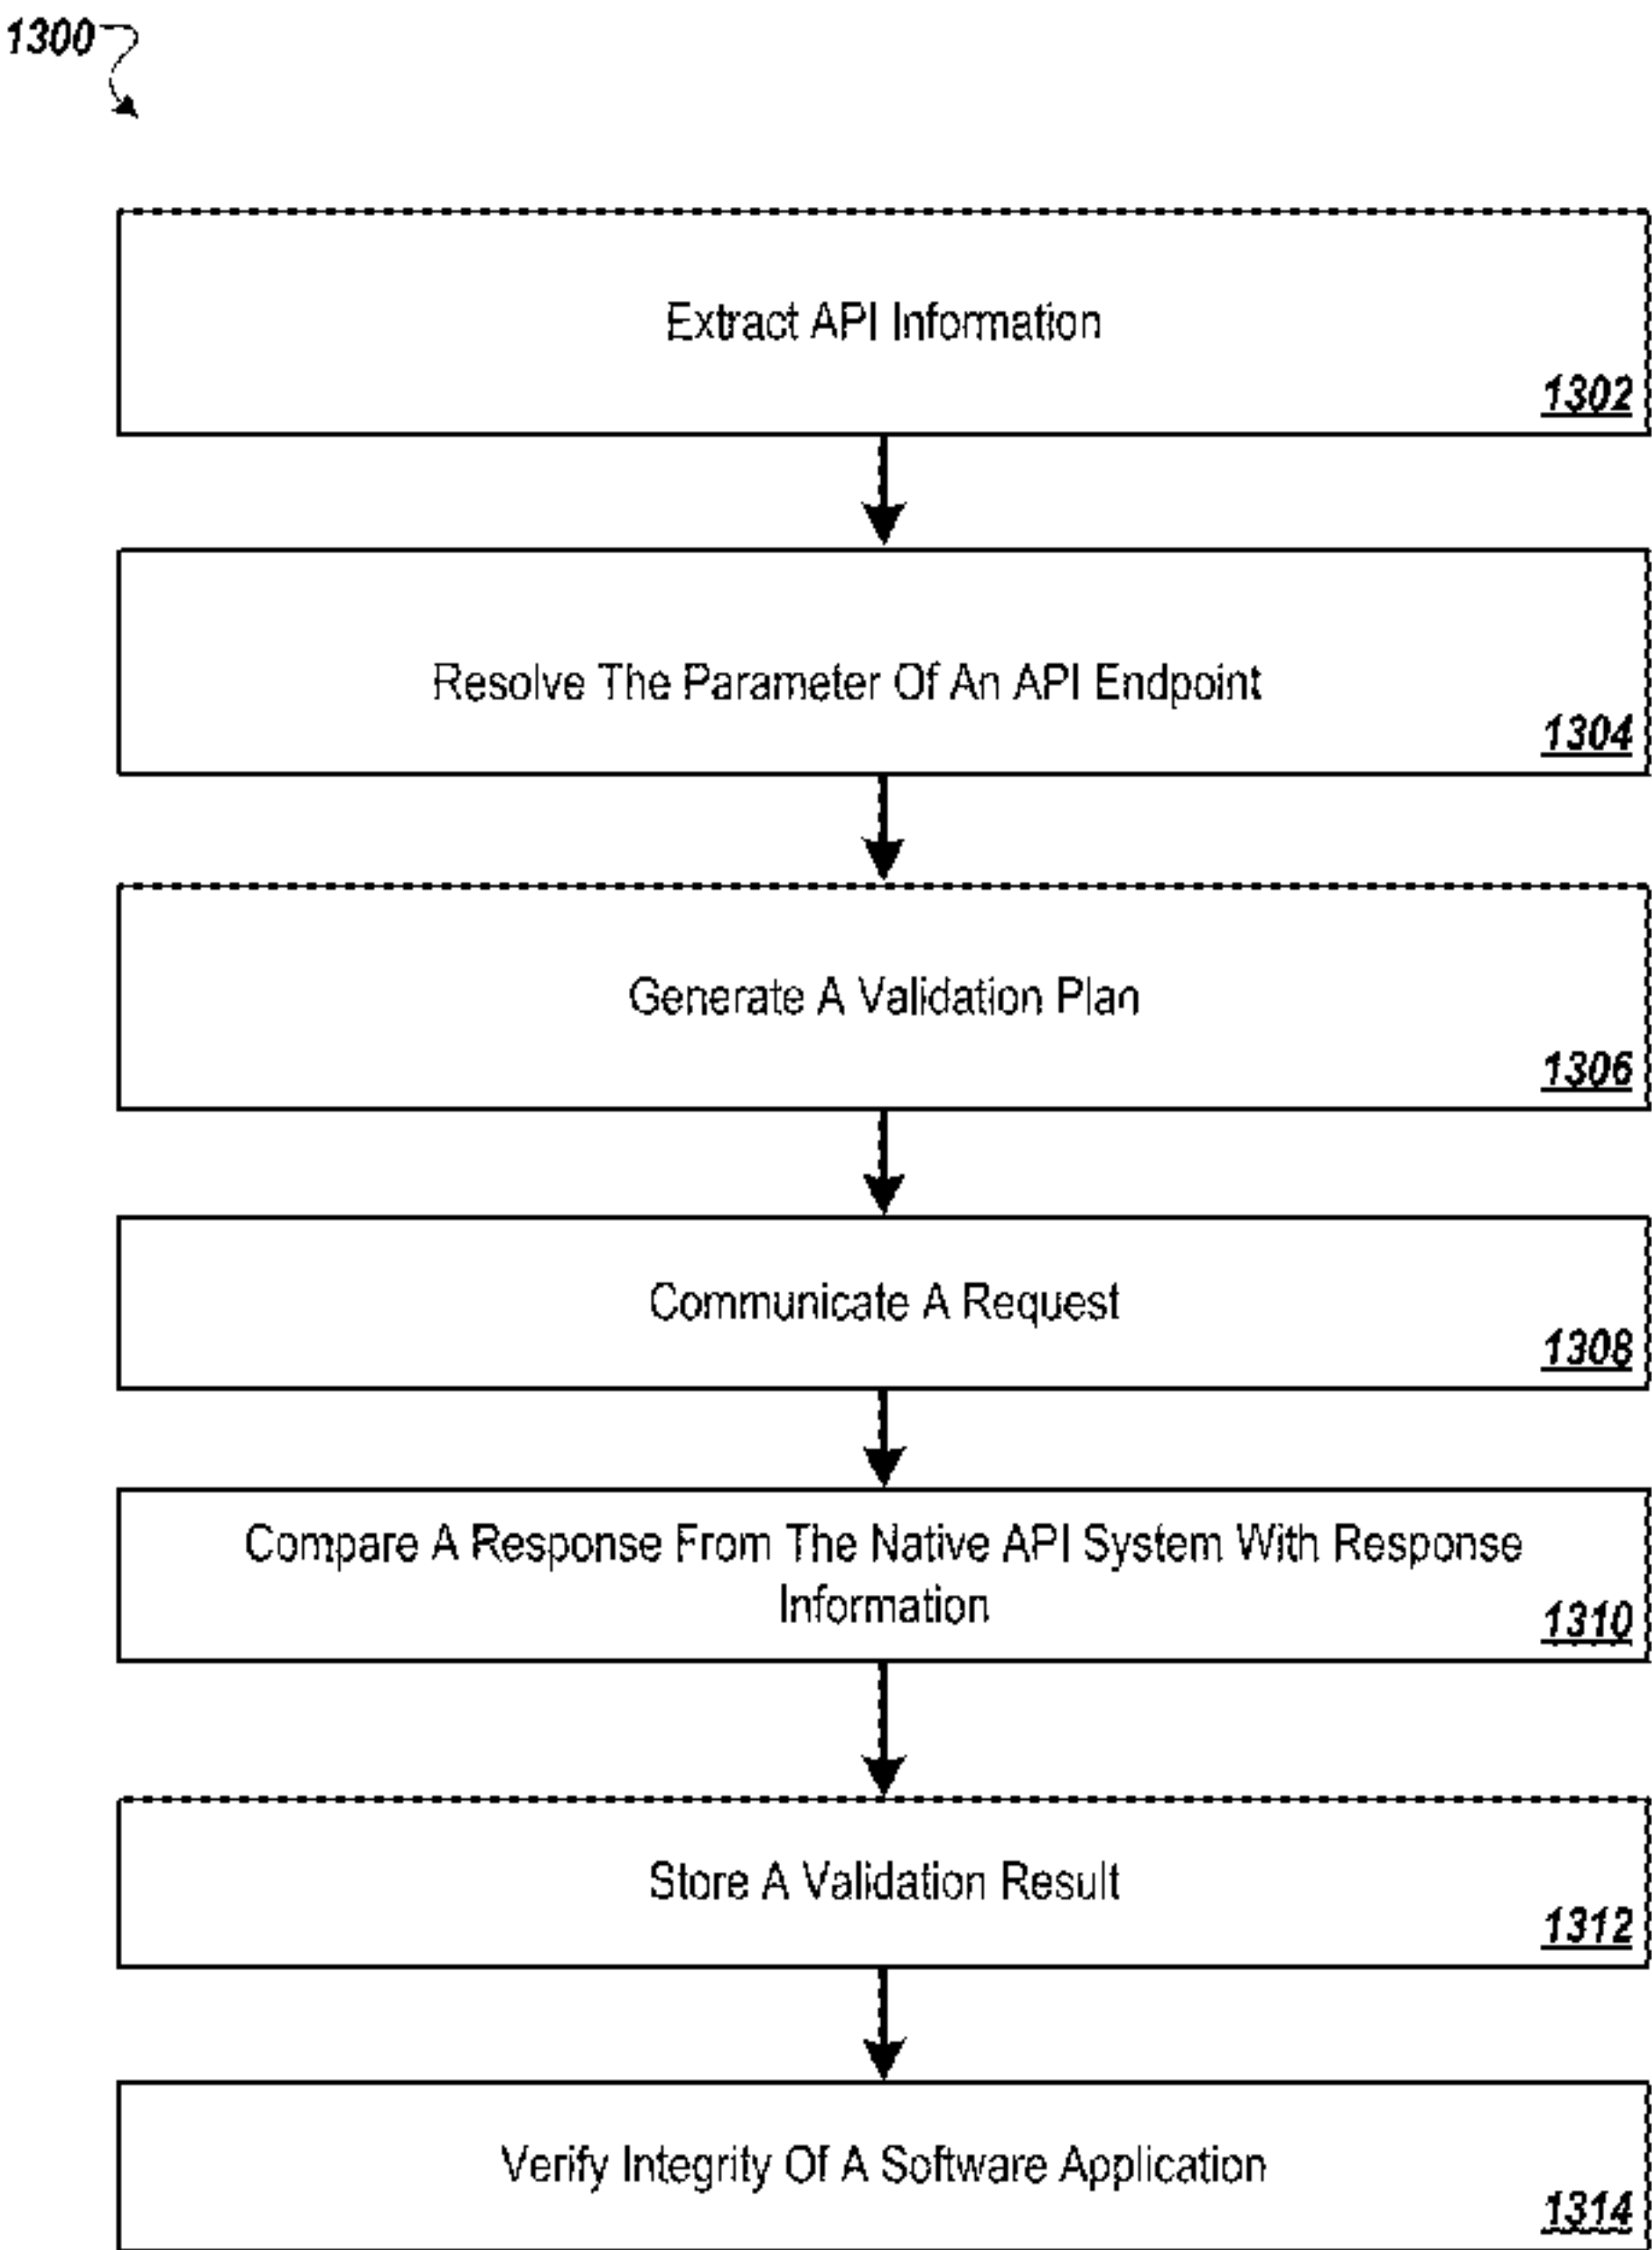 1300
Extract API Information
1302
Resolve The Parameter Of An API Endpoint
1304
Generate A Validation Plan
1306
Communicate A Request
1308
Compare A Response From The Native API System With Response
Information
1310
Store A Validation Result
1312
Verify Integrity Of A Software Application
1314